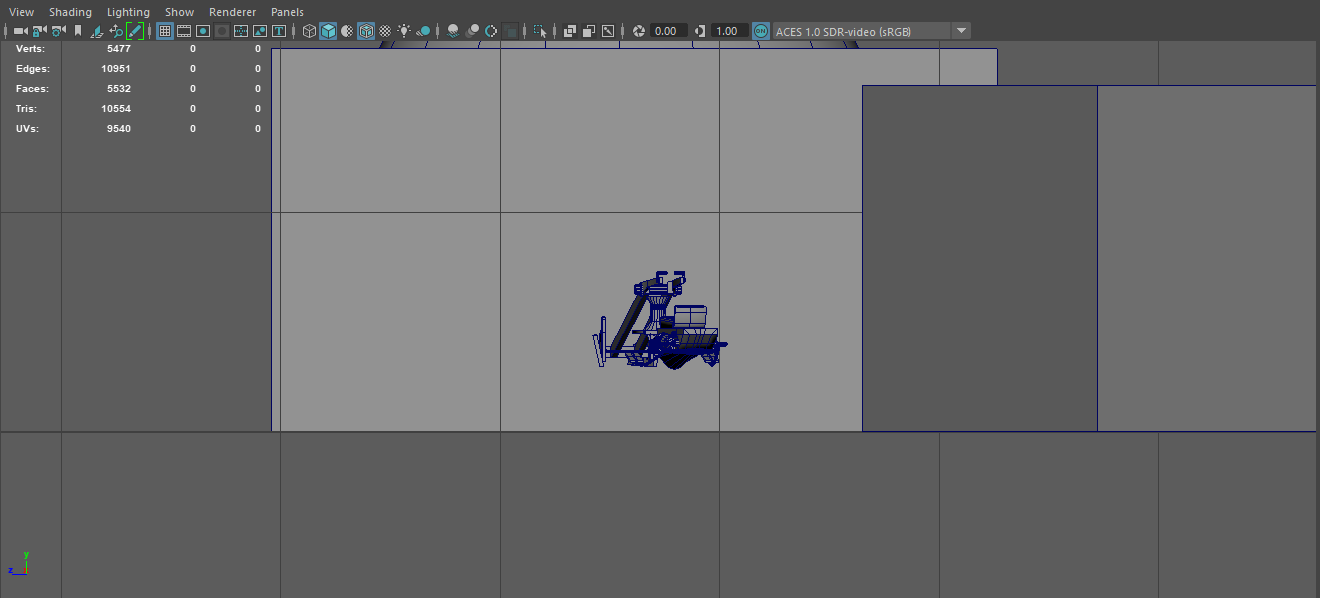 View Shading Lighting Show Renderer Panels
0.00 1.00 ON ACES 1.0 SDR-video (sRGB)
Verts: 5477 0 0
Edges: 10951 0 0
Faces: 5532 0 0
Tris: 10554 0 0
UVs: 9540 0 0
y
z